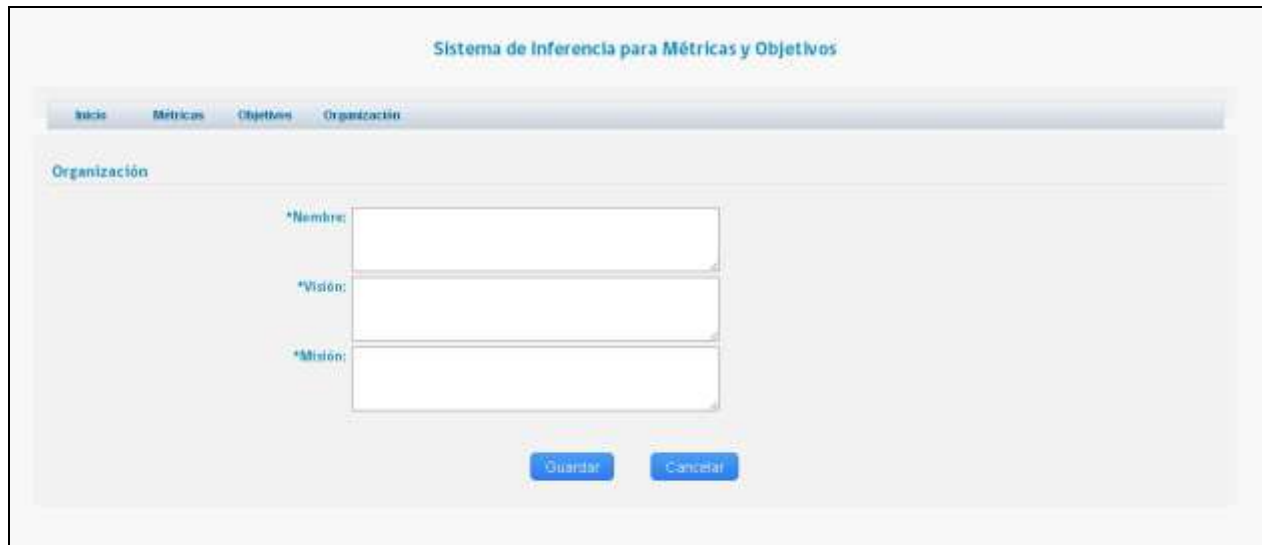 Sistema de Inferencia para Métricas y Objetivos
Inicio Métricas Objetivos Organización
Organización
*Nombre:
*Visión:
*Misión:
Guardar Cancelar